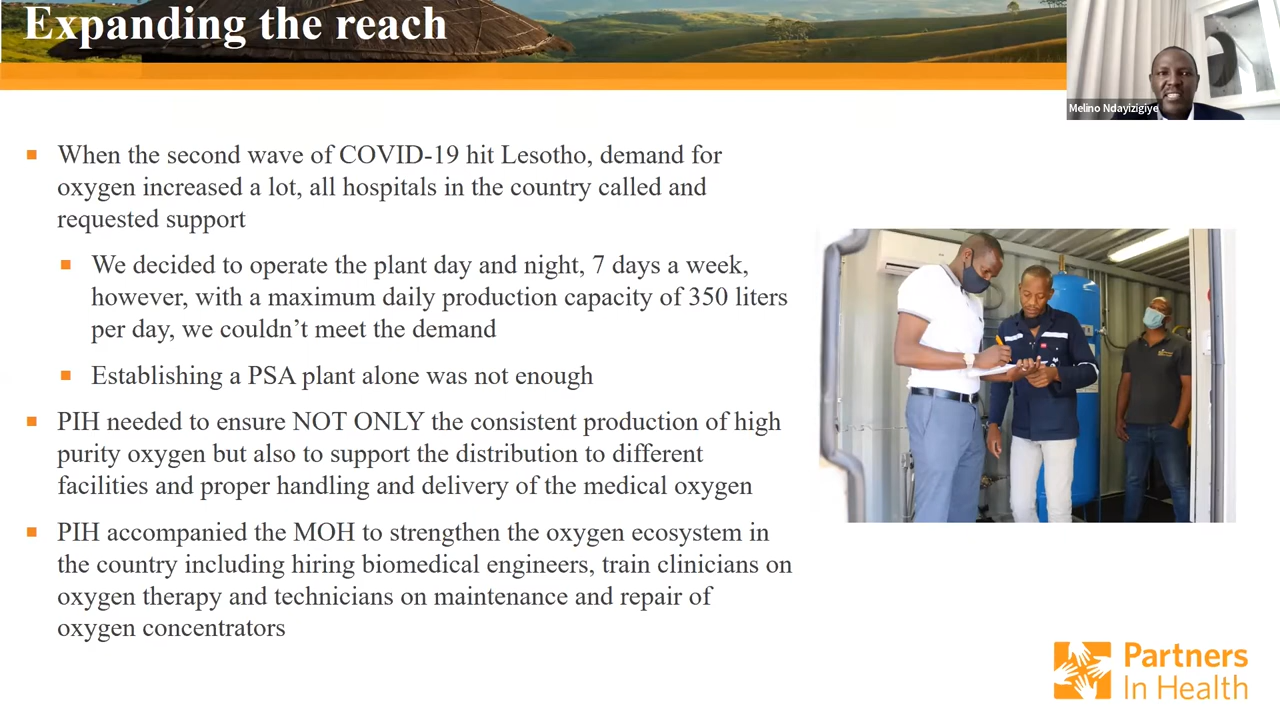 Expanding the reach
Melino Ndayizigiye
When the second wave of COVID-19 hit Lesotho, demand for
oxygen increased a lot, all hospitals in the country called and
requested support
We decided to operate the plant day and night, 7 days a week,
however, with a maximum daily production capacity of 350 liters
per day, we couldn’t meet the demand
Establishing a PSA plant alone was not enough
PIH needed to ensure NOT ONLY the consistent production of high
purity oxygen but also to support the distribution to different
facilities and proper handling and delivery of the medical oxygen
PIH accompanied the MOH to strengthen the oxygen ecosystem in
the country including hiring biomedical engineers, train clinicians on
oxygen therapy and technicians on maintenance and repair of
oxygen concentrators
Partners
In Health